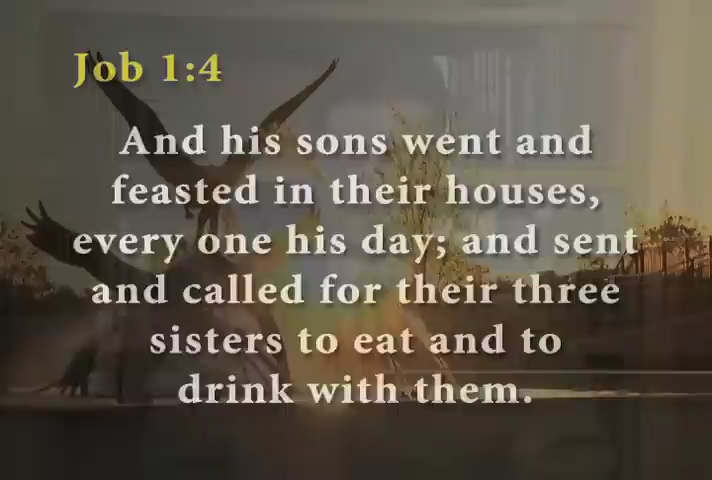 Job 1:4
And his sons went and
feasted in their houses,
every one his day; and sent
and called for their three
sisters to eat and to
drink with them.